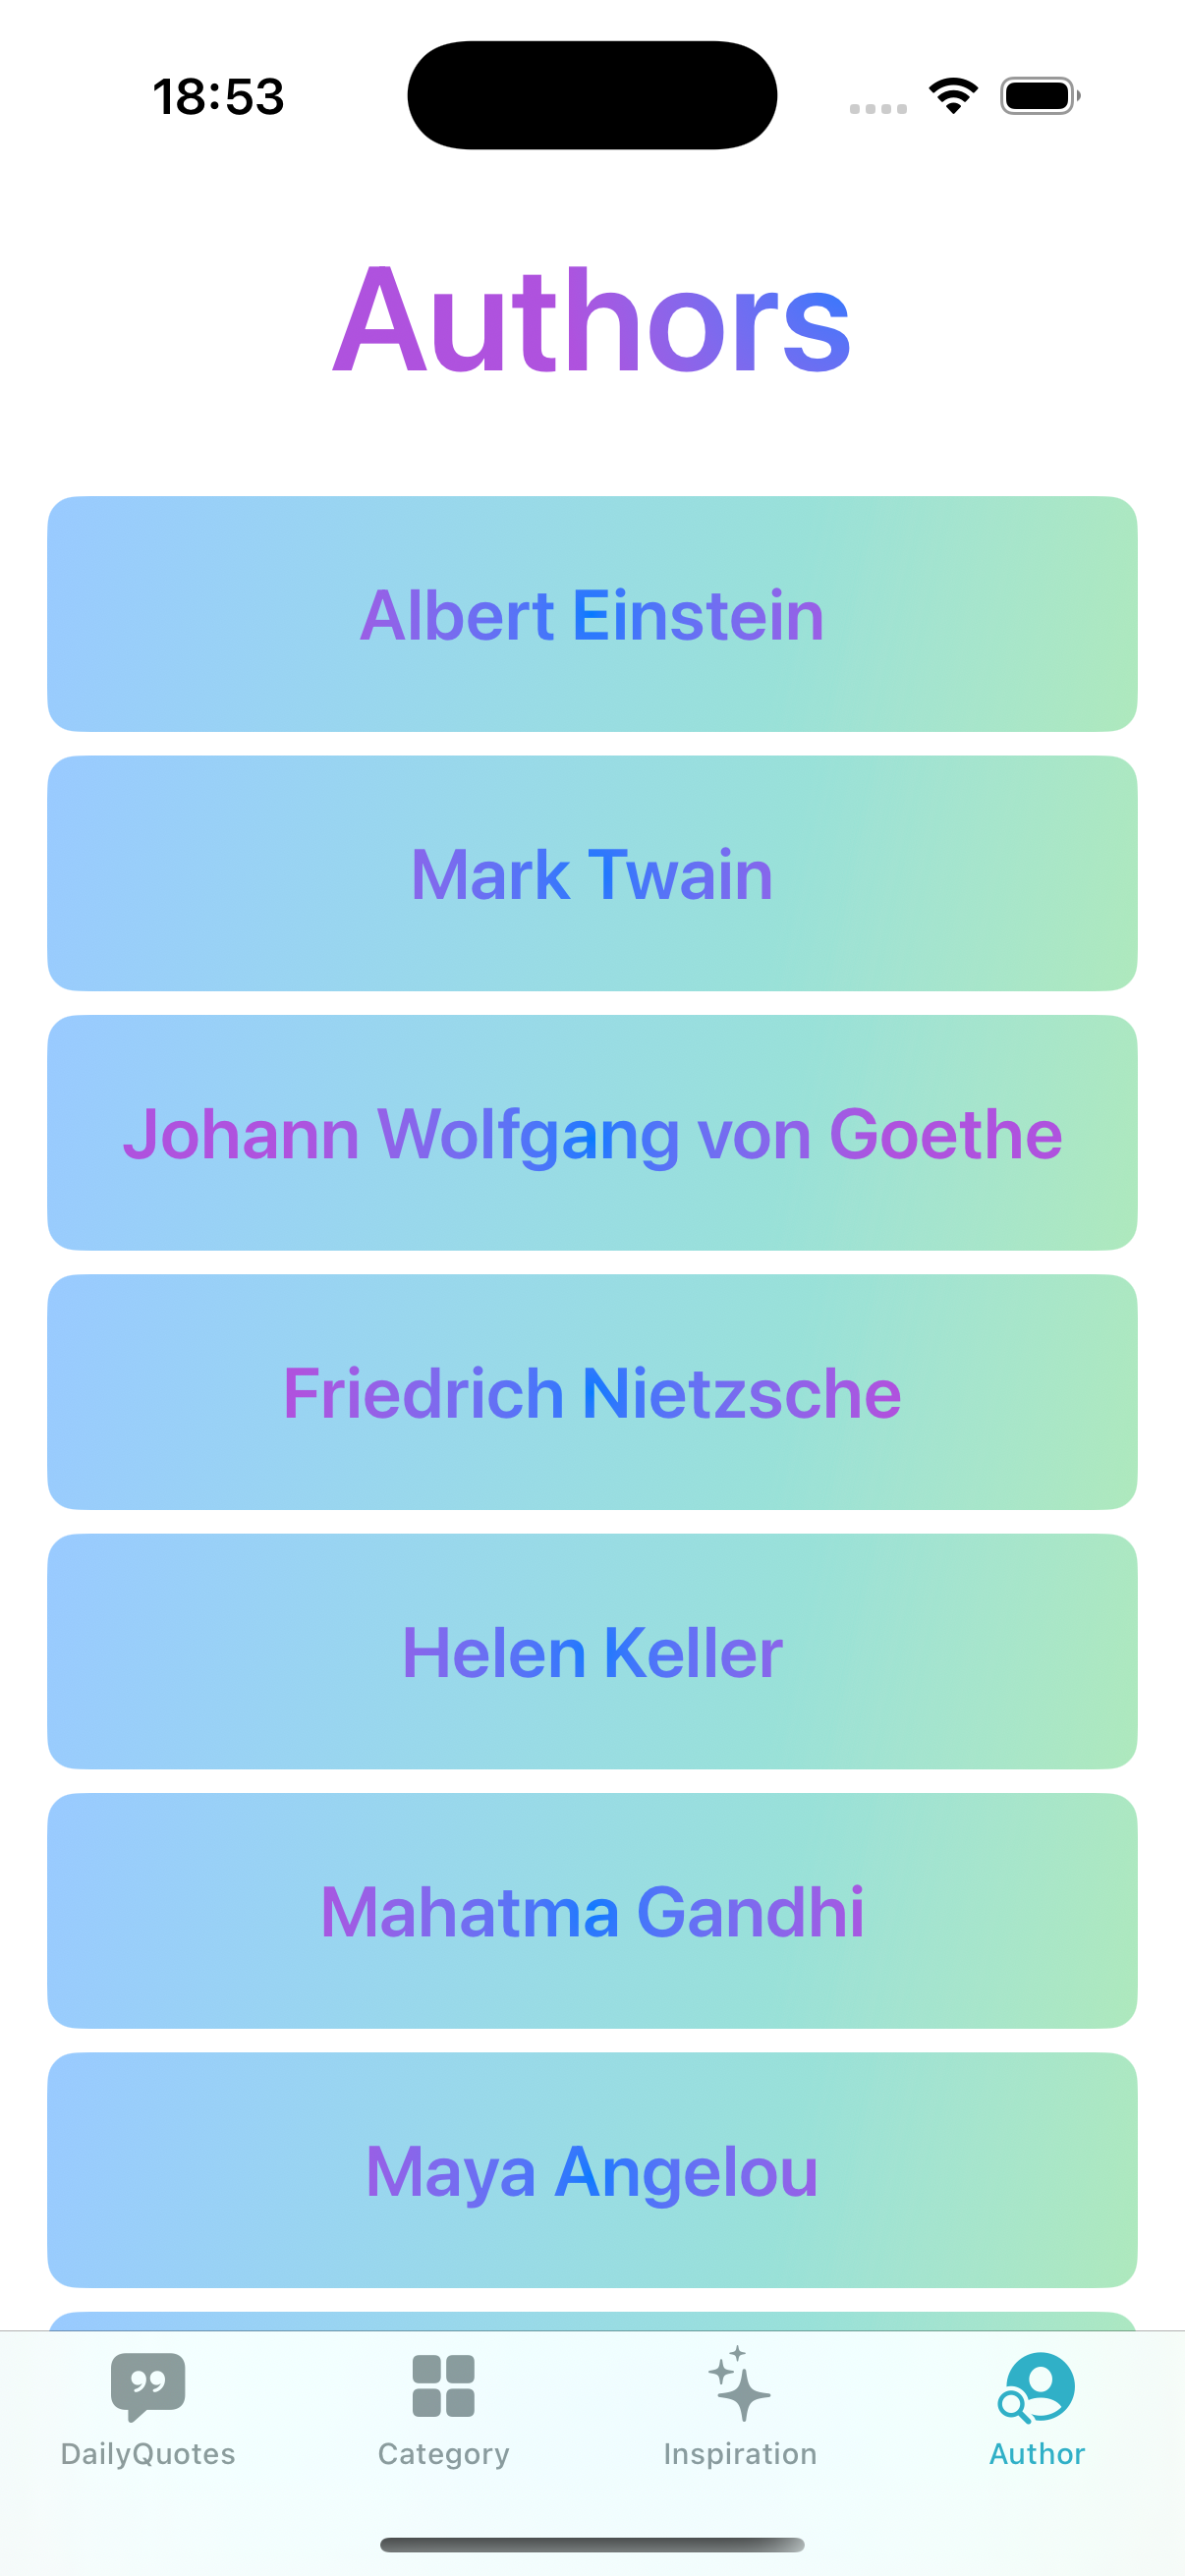 18:53
Authors
Albert Einstein
Mark Twain
Johann Wolfgang von Goethe
Friedrich Nietzsche
Helen Keller
Mahatma Gandhi
Maya Angelou
DailyQuotes
Category
Inspiration
Author